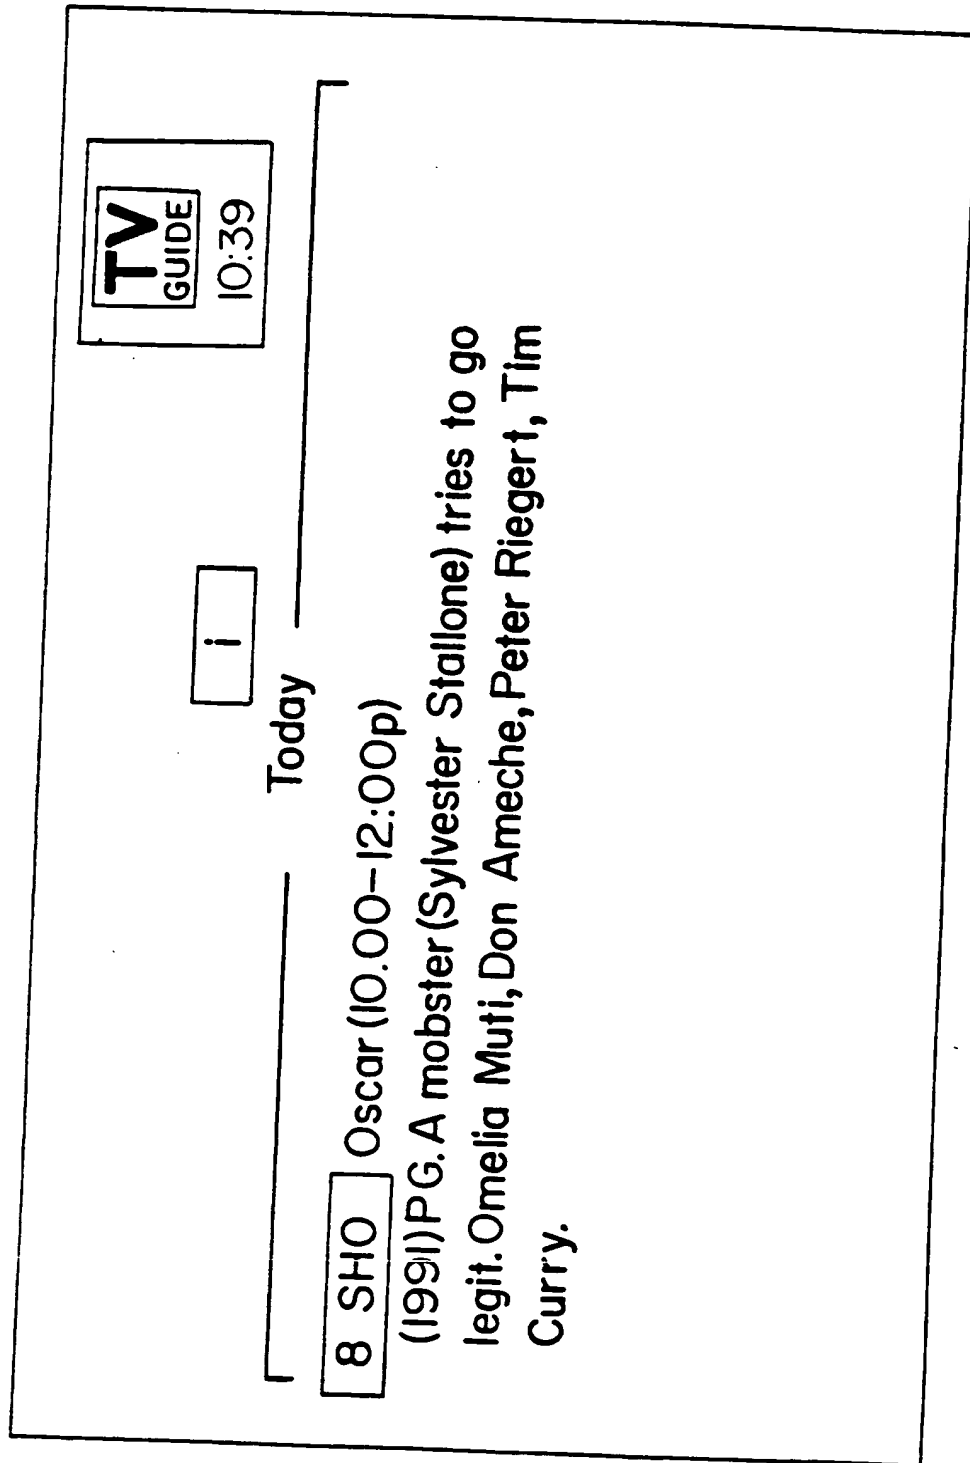 TV
GUIDE
10:39
i
Today
8 SHO Oscar (10.00-12:00p)
(1991)PG. A mobster (Sylvester Stallone) tries to go
legit. Omelia Muti, Don Ameche, Peter Riegert, Tim
Curry.